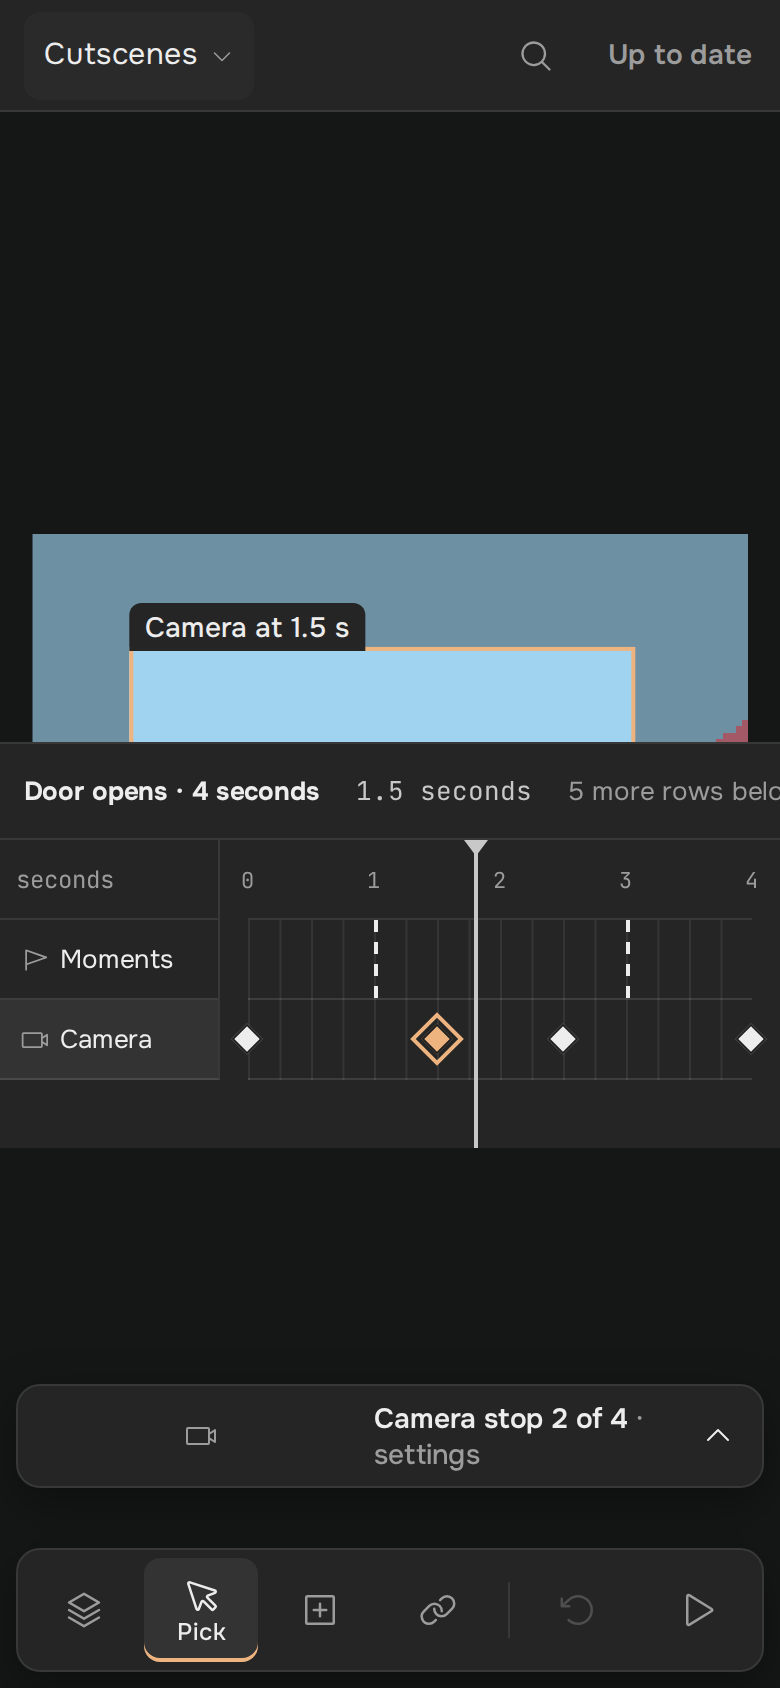 Cutscenes
Up to date
Camera at 1.5 s
Door opens · 4 seconds 1.5 seconds 5 more rows belo
seconds 0 1 2 3 4
Moments
Camera
Camera stop 2 of 4 ·
settings
Pick